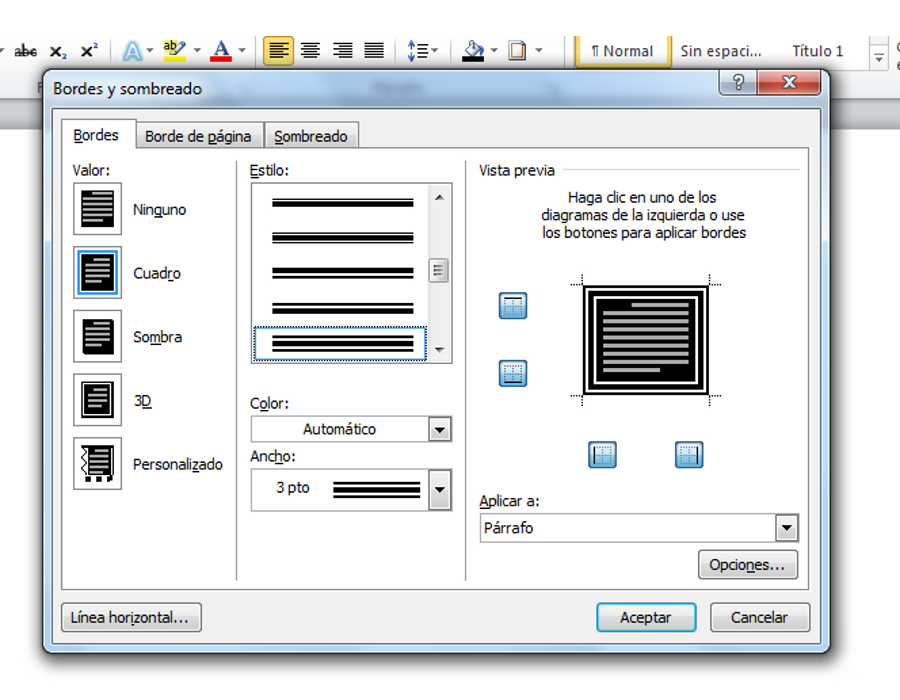 abc x₂ x² A ab A ¶ Normal Sin espaci... Título 1
Bordes y sombreado
Bordes Borde de página Sombreado
Valor:
Ninguno
Cuadro
Sombra
3D
Personalizado
Estilo:
Color:
Automático
Ancho:
3 pto
Vista previa
Haga clic en uno de los
diagramas de la izquierda o use
los botones para aplicar bordes
Aplicar a:
Párrafo
Opciones...
Línea horizontal...
Aceptar
Cancelar